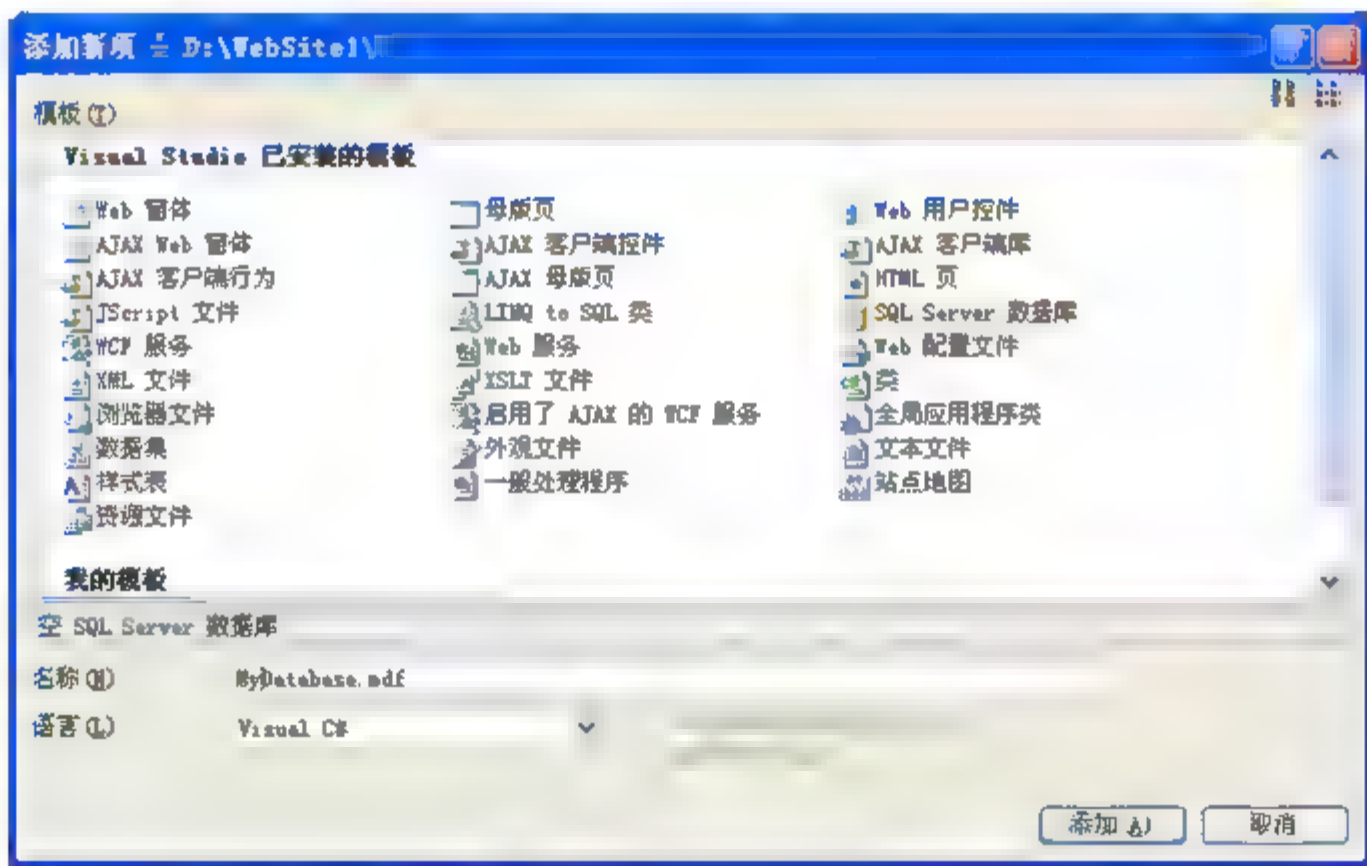 添加新项 - D:\WebSite1\
模板(T)
Visual Studio 已安装的模板
Web 窗体 母版页 Web 用户控件
AJAX Web 窗体 AJAX 客户端控件 AJAX 客户端库
AJAX 客户端行为 AJAX 母版页 HTML 页
JScript 文件 LINQ to SQL 类 SQL Server 数据库
WCF 服务 Web 服务 Web 配置文件
XML 文件 XSLT 文件 类
浏览器文件 启用了 AJAX 的 WCF 服务 全局应用程序类
数据集 外观文件 文本文件
样式表 一般处理程序 站点地图
资源文件
我的模板
空 SQL Server 数据库
名称(N) MyDatabase.mdf
语言(L) Visual C#
添加(A) 取消